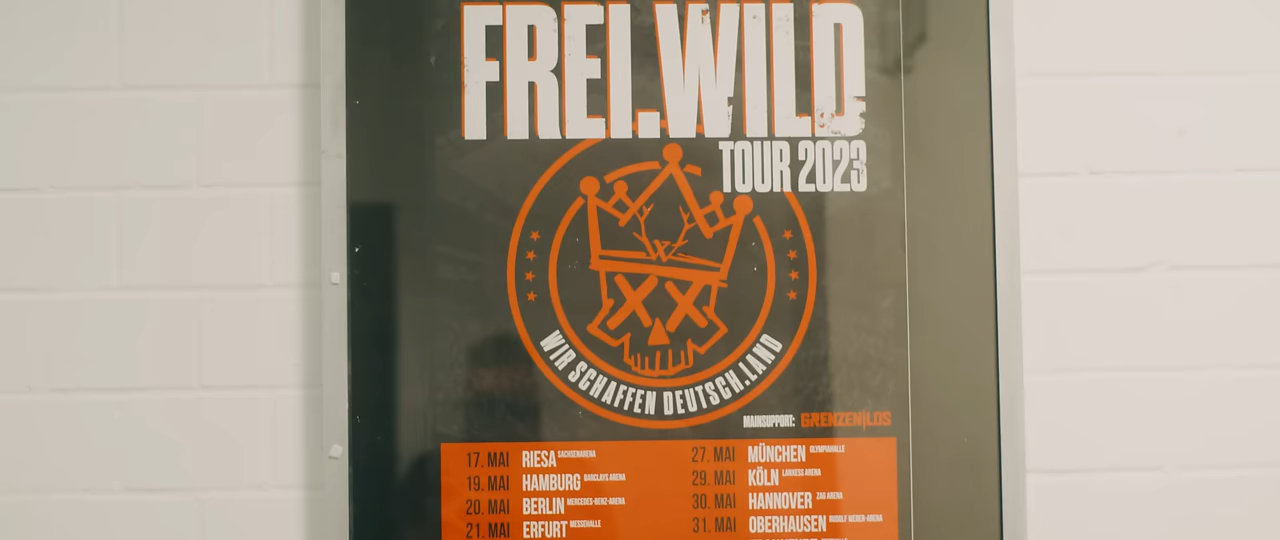 FREI.WILD
TOUR 2023
WIR SCHAFFEN DEUTSCH.LAND
MAINSUPPORT: GRENZEN|LOS
17. MAI RIESA SACHSENARENA
19. MAI HAMBURG BARCLAYS ARENA
20. MAI BERLIN MERCEDES-BENZ-ARENA
21. MAI ERFURT MESSEHALLE
27. MAI MÜNCHEN OLYMPIAHALLE
29. MAI KÖLN LANXESS ARENA
30. MAI HANNOVER ZAG ARENA
31. MAI OBERHAUSEN RUDOLF WEBER-ARENA